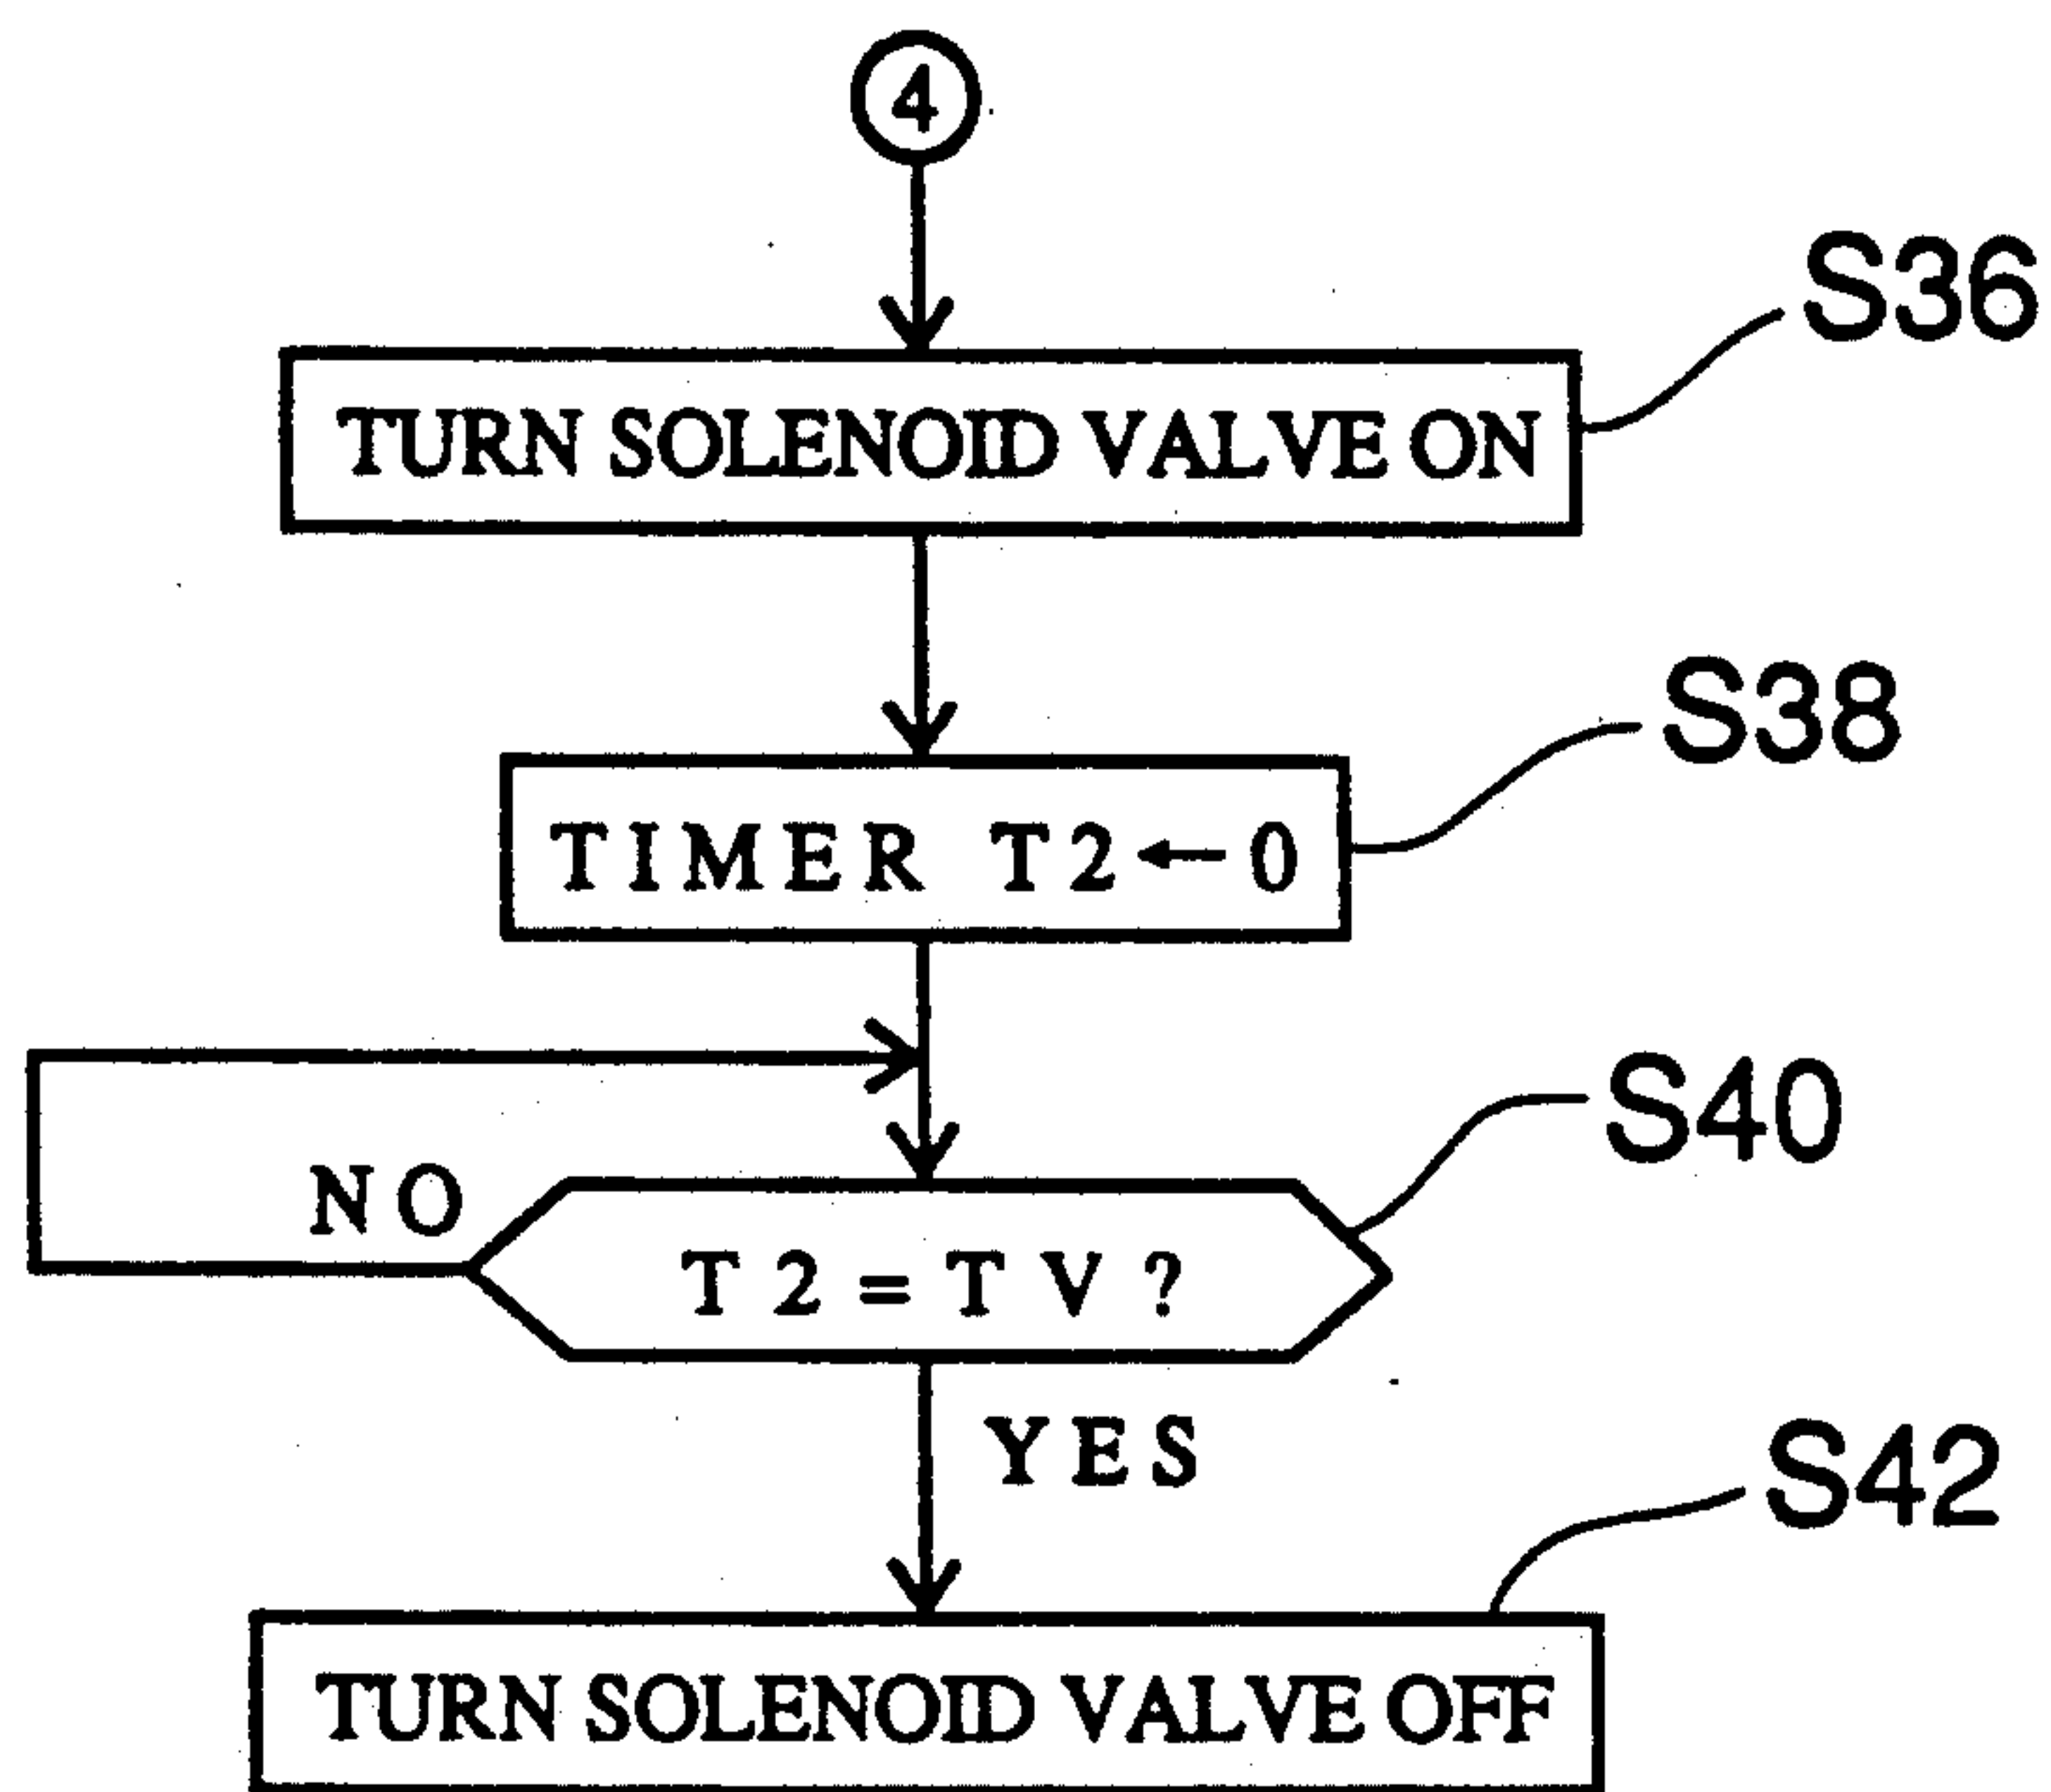 4
S36
TURN SOLENOID VALVE ON
S38
TIMER T2←0
S40
NO
T2=TV?
YES
S42
TURN SOLENOID VALVE OFF